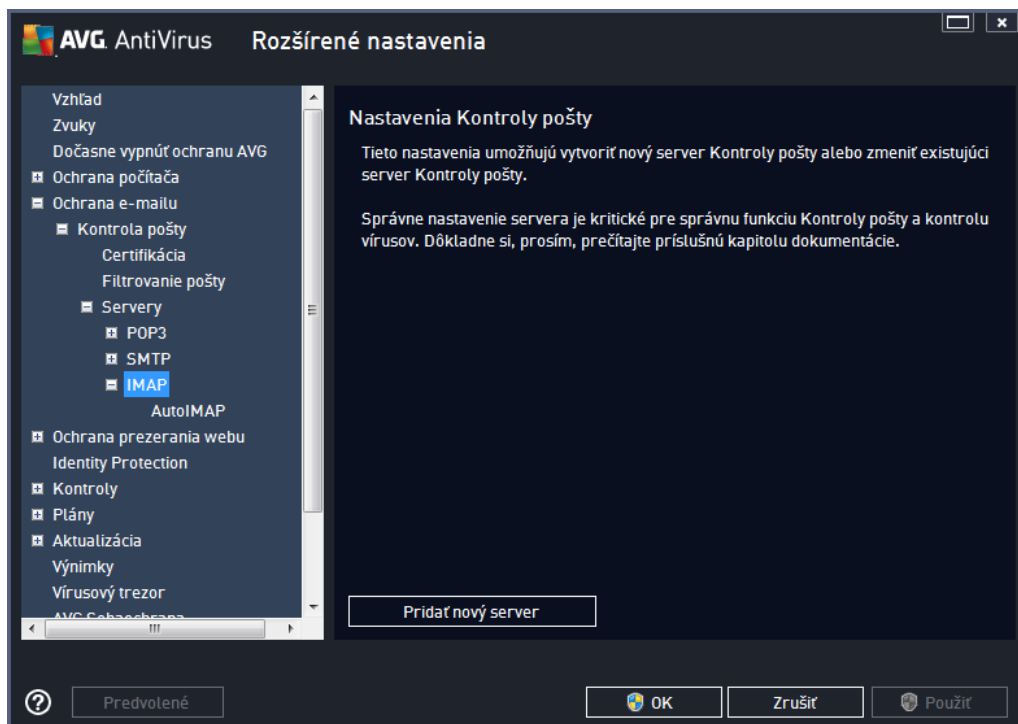 AVG. AntiVirus Rozšírené nastavenia
Vzhľad
Zvuky
Dočasne vypnúť ochranu AVG
Ochrana počítača
Ochrana e-mailu
Kontrola pošty
Certifikácia
Filtrovanie pošty
Servery
POP3
SMTP
IMAP
AutoIMAP
Ochrana prezerania webu
Identity Protection
Kontroly
Plány
Aktualizácia
Výnimky
Vírusový trezor
AVG Sebaochrana
Nastavenia Kontroly pošty
Tieto nastavenia umožňujú vytvoriť nový server Kontroly pošty alebo zmeniť existujúci
server Kontroly pošty.
Správne nastavenie servera je kritické pre správnu funkciu Kontroly pošty a kontrolu
vírusov. Dôkladne si, prosím, prečítajte príslušnú kapitolu dokumentácie.
Pridať nový server
Predvolené
OK
Zrušiť
Použiť